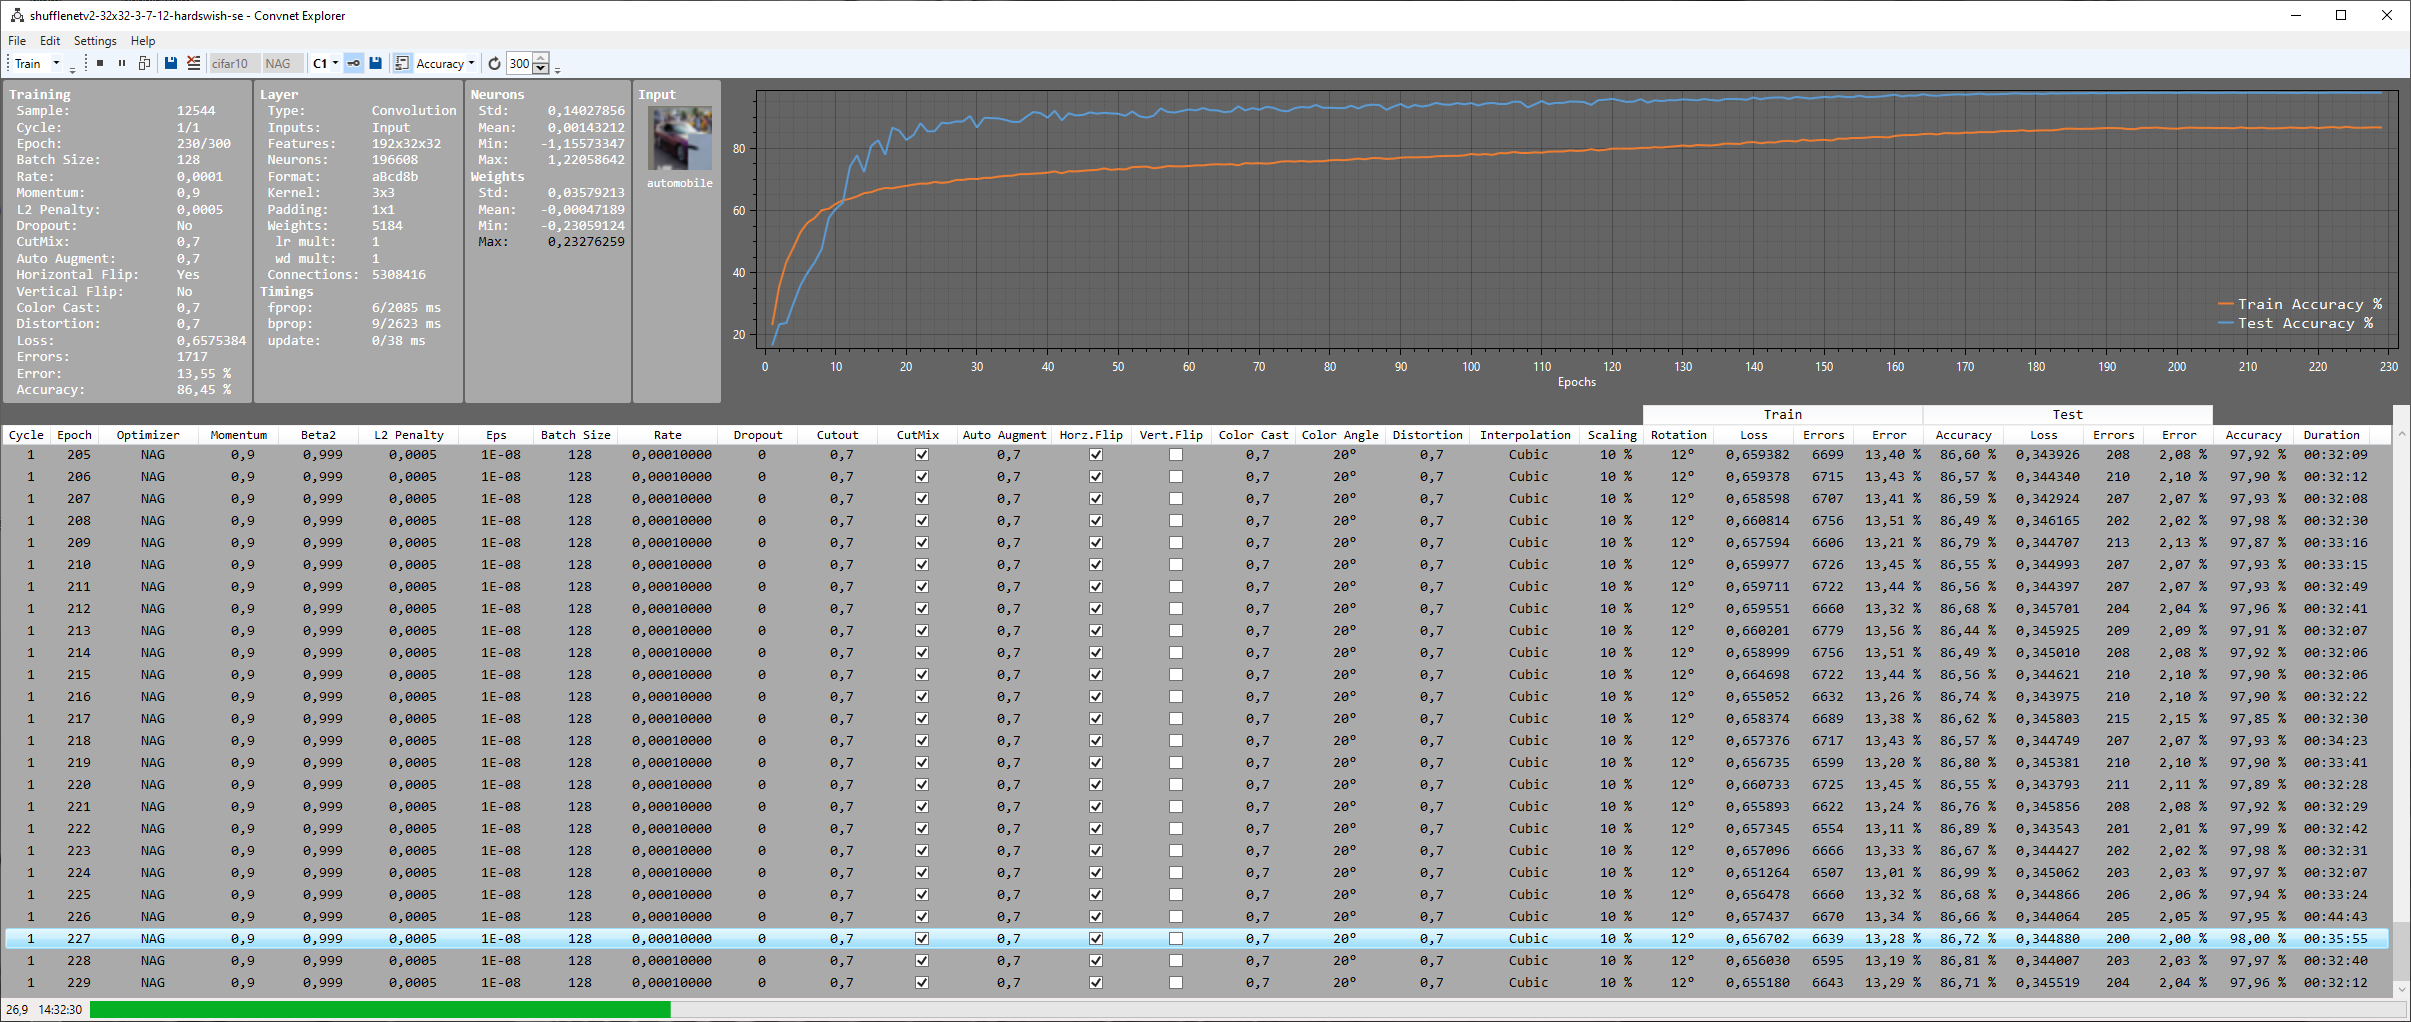 shufflenetv2-32x32-3-7-12-hardswish-se - Convnet Explorer
File Edit Settings Help
Train cifar10 NAG C1 Accuracy 300
Training
Sample: 12544
Cycle: 1/1
Epoch: 230/300
Batch Size: 128
Rate: 0,0001
Momentum: 0,9
L2 Penalty: 0,0005
Dropout: No
CutMix: 0,7
Auto Augment: 0,7
Horizontal Flip: Yes
Vertical Flip: No
Color Cast: 0,7
Distortion: 0,7
Loss: 0,6575384
Errors: 1717
Error: 13,55 %
Accuracy: 86,45 %
Layer
Type: Convolution
Inputs: Input
Features: 192x32x32
Neurons: 196608
Format: aBcd8b
Kernel: 3x3
Padding: 1x1
Weights: 5184
lr mult: 1
wd mult: 1
Connections: 5308416
Timings
fprop: 6/2085 ms
bprop: 9/2623 ms
update: 0/38 ms
Neurons
Std: 0,14027856
Mean: 0,00143212
Min: -1,15573347
Max: 1,22058642
Weights
Std: 0,03579213
Mean: -0,00047189
Min: -0,23059124
Max: 0,23276259
Input
automobile
80
60
40
20
0 10 20 30 40 50 60 70 80 90 100 110 120 130 140 150 160 170 180 190 200 210 220 230
Epochs
Train Accuracy %
Test Accuracy %
Train Test
Cycle Epoch Optimizer Momentum Beta2 L2 Penalty Eps Batch Size Rate Dropout Cutout CutMix Auto Augment Horz.Flip Vert.Flip Color Cast Color Angle Distortion Interpolation Scaling Rotation Loss Errors Error Accuracy Loss Errors Error Accuracy Duration
1 205 NAG 0,9 0,999 0,0005 1E-08 128 0,00010000 0 0,7 0,7 0,7 20º 0,7 Cubic 10 % 12º 0,659382 6699 13,40 % 86,60 % 0,343926 208 2,08 % 97,92 % 00:32:09
1 206 NAG 0,9 0,999 0,0005 1E-08 128 0,00010000 0 0,7 0,7 0,7 20º 0,7 Cubic 10 % 12º 0,659378 6715 13,43 % 86,57 % 0,344340 210 2,10 % 97,90 % 00:32:12
1 207 NAG 0,9 0,999 0,0005 1E-08 128 0,00010000 0 0,7 0,7 0,7 20º 0,7 Cubic 10 % 12º 0,658598 6707 13,41 % 86,59 % 0,342924 207 2,07 % 97,93 % 00:32:08
1 208 NAG 0,9 0,999 0,0005 1E-08 128 0,00010000 0 0,7 0,7 0,7 20º 0,7 Cubic 10 % 12º 0,660814 6756 13,51 % 86,49 % 0,346165 202 2,02 % 97,98 % 00:32:30
1 209 NAG 0,9 0,999 0,0005 1E-08 128 0,00010000 0 0,7 0,7 0,7 20º 0,7 Cubic 10 % 12º 0,657594 6606 13,21 % 86,79 % 0,344707 213 2,13 % 97,87 % 00:33:16
1 210 NAG 0,9 0,999 0,0005 1E-08 128 0,00010000 0 0,7 0,7 0,7 20º 0,7 Cubic 10 % 12º 0,659977 6726 13,45 % 86,55 % 0,344993 207 2,07 % 97,93 % 00:33:15
1 211 NAG 0,9 0,999 0,0005 1E-08 128 0,00010000 0 0,7 0,7 0,7 20º 0,7 Cubic 10 % 12º 0,659711 6722 13,44 % 86,56 % 0,344397 207 2,07 % 97,93 % 00:32:49
1 212 NAG 0,9 0,999 0,0005 1E-08 128 0,00010000 0 0,7 0,7 0,7 20º 0,7 Cubic 10 % 12º 0,659551 6660 13,32 % 86,68 % 0,345701 204 2,04 % 97,96 % 00:32:41
1 213 NAG 0,9 0,999 0,0005 1E-08 128 0,00010000 0 0,7 0,7 0,7 20º 0,7 Cubic 10 % 12º 0,660201 6779 13,56 % 86,44 % 0,345925 209 2,09 % 97,91 % 00:32:07
1 214 NAG 0,9 0,999 0,0005 1E-08 128 0,00010000 0 0,7 0,7 0,7 20º 0,7 Cubic 10 % 12º 0,658999 6756 13,51 % 86,49 % 0,345010 208 2,08 % 97,92 % 00:32:06
1 215 NAG 0,9 0,999 0,0005 1E-08 128 0,00010000 0 0,7 0,7 0,7 20º 0,7 Cubic 10 % 12º 0,664698 6722 13,44 % 86,56 % 0,344621 210 2,10 % 97,90 % 00:32:06
1 216 NAG 0,9 0,999 0,0005 1E-08 128 0,00010000 0 0,7 0,7 0,7 20º 0,7 Cubic 10 % 12º 0,655052 6632 13,26 % 86,74 % 0,343975 210 2,10 % 97,90 % 00:32:22
1 217 NAG 0,9 0,999 0,0005 1E-08 128 0,00010000 0 0,7 0,7 0,7 20º 0,7 Cubic 10 % 12º 0,658374 6689 13,38 % 86,62 % 0,345803 215 2,15 % 97,85 % 00:32:30
1 218 NAG 0,9 0,999 0,0005 1E-08 128 0,00010000 0 0,7 0,7 0,7 20º 0,7 Cubic 10 % 12º 0,657376 6717 13,43 % 86,57 % 0,344749 207 2,07 % 97,93 % 00:34:23
1 219 NAG 0,9 0,999 0,0005 1E-08 128 0,00010000 0 0,7 0,7 0,7 20º 0,7 Cubic 10 % 12º 0,656735 6599 13,20 % 86,80 % 0,345381 210 2,10 % 97,90 % 00:33:41
1 220 NAG 0,9 0,999 0,0005 1E-08 128 0,00010000 0 0,7 0,7 0,7 20º 0,7 Cubic 10 % 12º 0,660733 6725 13,45 % 86,55 % 0,343793 211 2,11 % 97,89 % 00:32:28
1 221 NAG 0,9 0,999 0,0005 1E-08 128 0,00010000 0 0,7 0,7 0,7 20º 0,7 Cubic 10 % 12º 0,655893 6622 13,24 % 86,76 % 0,345856 208 2,08 % 97,92 % 00:32:29
1 222 NAG 0,9 0,999 0,0005 1E-08 128 0,00010000 0 0,7 0,7 0,7 20º 0,7 Cubic 10 % 12º 0,657345 6554 13,11 % 86,89 % 0,343543 201 2,01 % 97,99 % 00:32:42
1 223 NAG 0,9 0,999 0,0005 1E-08 128 0,00010000 0 0,7 0,7 0,7 20º 0,7 Cubic 10 % 12º 0,657096 6666 13,33 % 86,67 % 0,344427 202 2,02 % 97,98 % 00:32:31
1 224 NAG 0,9 0,999 0,0005 1E-08 128 0,00010000 0 0,7 0,7 0,7 20º 0,7 Cubic 10 % 12º 0,651264 6507 13,01 % 86,99 % 0,345062 203 2,03 % 97,97 % 00:32:07
1 225 NAG 0,9 0,999 0,0005 1E-08 128 0,00010000 0 0,7 0,7 0,7 20º 0,7 Cubic 10 % 12º 0,656478 6660 13,32 % 86,68 % 0,344866 206 2,06 % 97,94 % 00:33:24
1 226 NAG 0,9 0,999 0,0005 1E-08 128 0,00010000 0 0,7 0,7 0,7 20º 0,7 Cubic 10 % 12º 0,657437 6670 13,34 % 86,66 % 0,344064 205 2,05 % 97,95 % 00:44:43
1 227 NAG 0,9 0,999 0,0005 1E-08 128 0,00010000 0 0,7 0,7 0,7 20º 0,7 Cubic 10 % 12º 0,656702 6639 13,28 % 86,72 % 0,344880 200 2,00 % 98,00 % 00:35:55
1 228 NAG 0,9 0,999 0,0005 1E-08 128 0,00010000 0 0,7 0,7 0,7 20º 0,7 Cubic 10 % 12º 0,656030 6595 13,19 % 86,81 % 0,344007 203 2,03 % 97,97 % 00:32:40
1 229 NAG 0,9 0,999 0,0005 1E-08 128 0,00010000 0 0,7 0,7 0,7 20º 0,7 Cubic 10 % 12º 0,655180 6643 13,29 % 86,71 % 0,345519 204 2,04 % 97,96 % 00:32:12
26,9 14:32:30